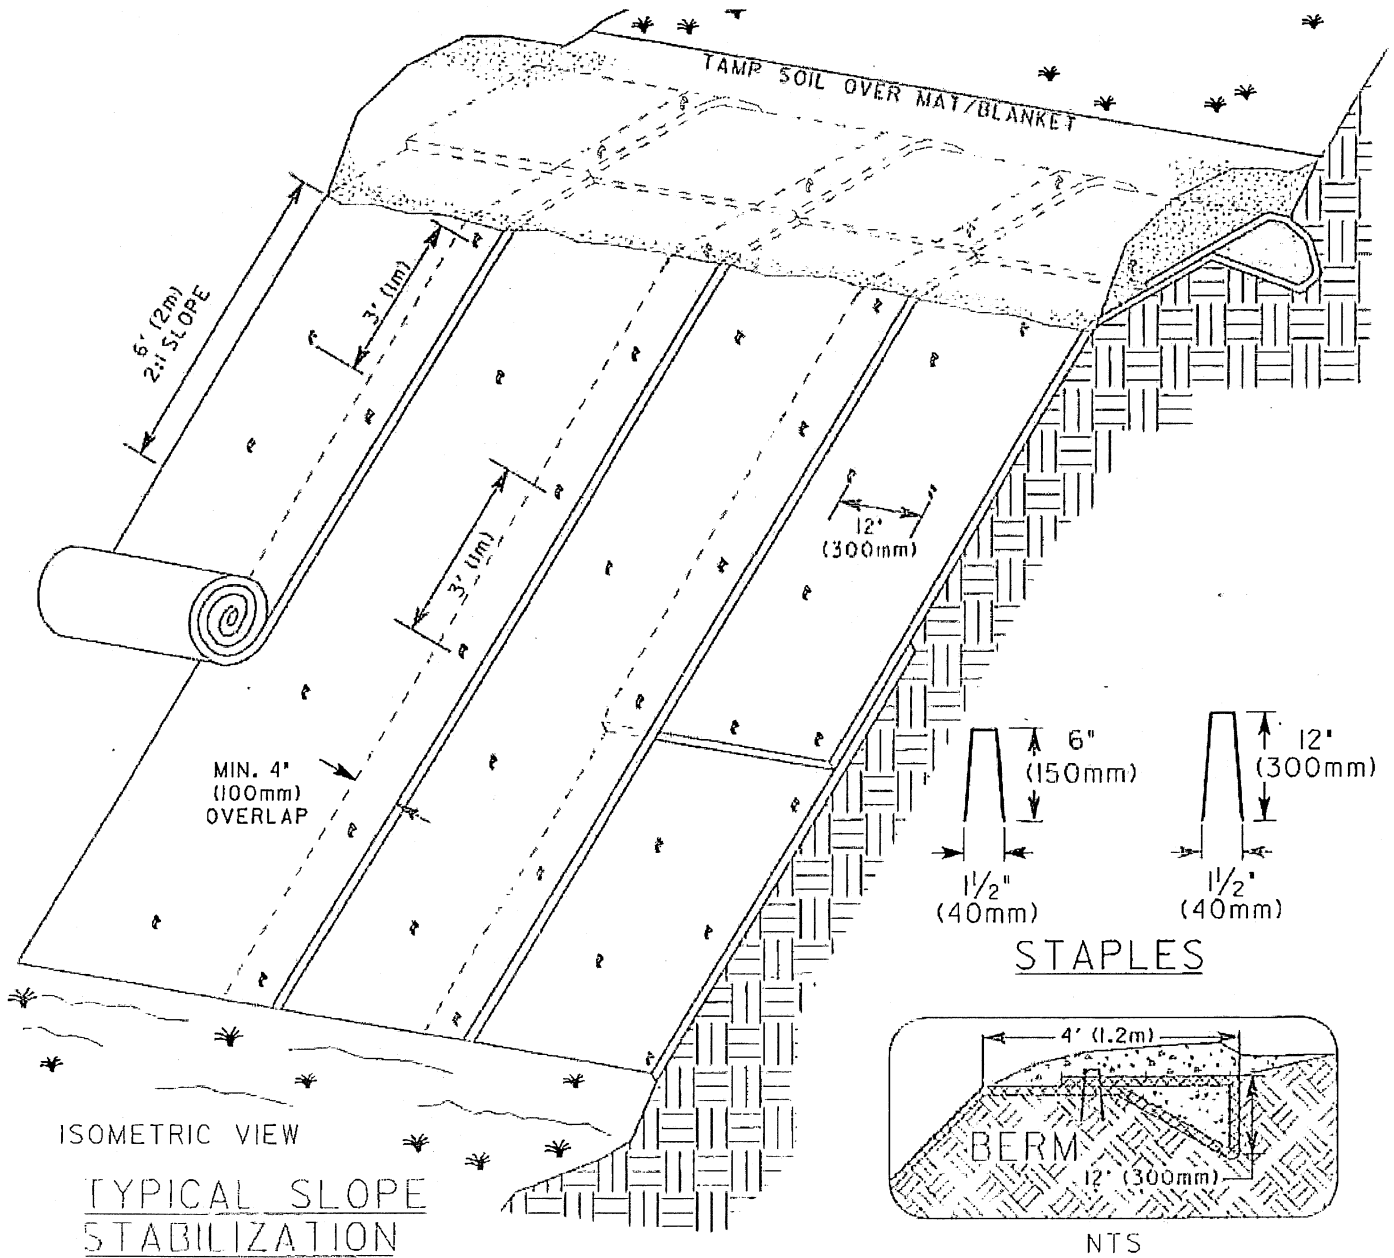 TAMP SOIL OVER MAT/BLANKET
6' (2m)
2:1 SLOPE
3' (1m)
3' (1m)
12"
(300mm)
MIN. 4"
(100mm)
OVERLAP
6"
(150mm)
12"
(300mm)
1 1/2"
(40mm)
1 1/2"
(40mm)
STAPLES
4' (1.2m)
BERM
12" (300mm)
NTS
ISOMETRIC VIEW
TYPICAL SLOPE
STABILIZATION